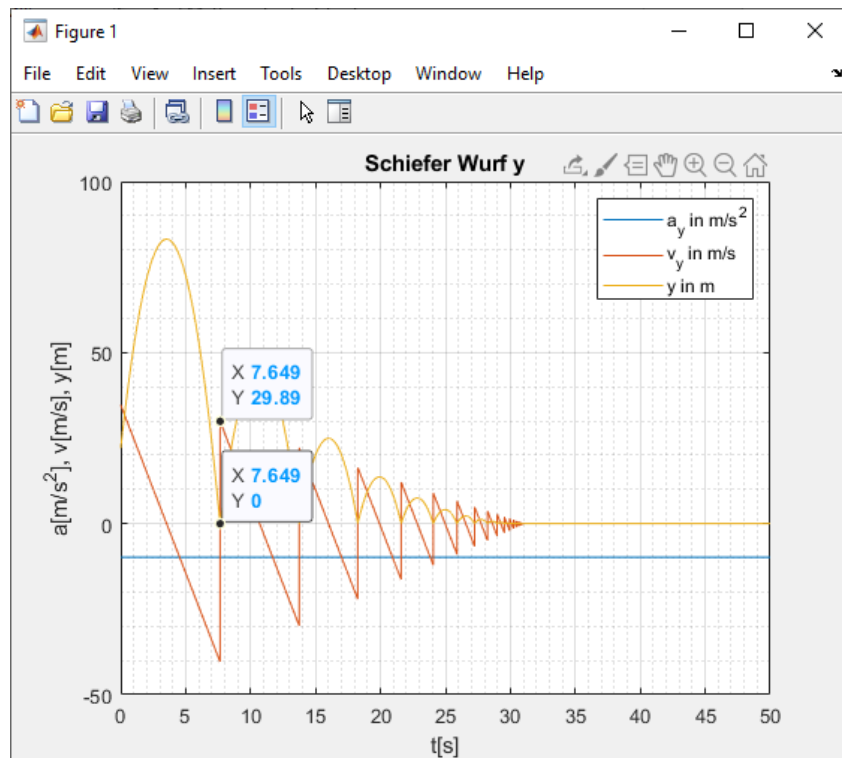 Figure 1
File Edit View Insert Tools Desktop Window Help
Schiefer Wurf y
100
50
0
-50
a[m/s²], v[m/s], y[m]
a_y in m/s²
v_y in m/s
y in m
X 7.649
Y 29.89
X 7.649
Y 0
0 5 10 15 20 25 30 35 40 45 50
t[s]